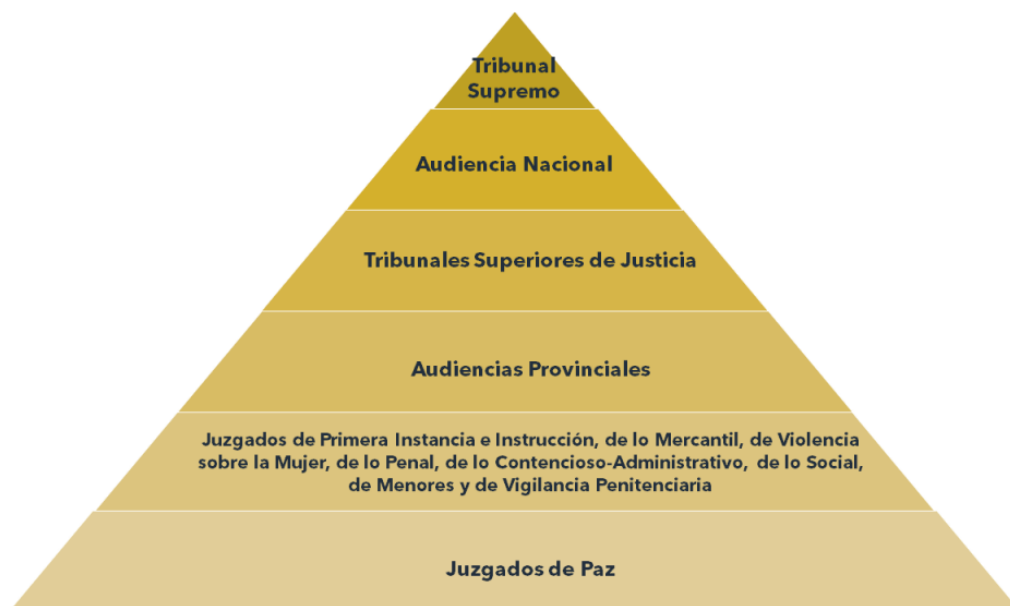 Tribunal
Supremo
Audiencia Nacional
Tribunales Superiores de Justicia
Audiencias Provinciales
Juzgados de Primera Instancia e Instrucción, de lo Mercantil, de Violencia
sobre la Mujer, de lo Penal, de lo Contencioso-Administrativo, de lo Social,
de Menores y de Vigilancia Penitenciaria
Juzgados de Paz